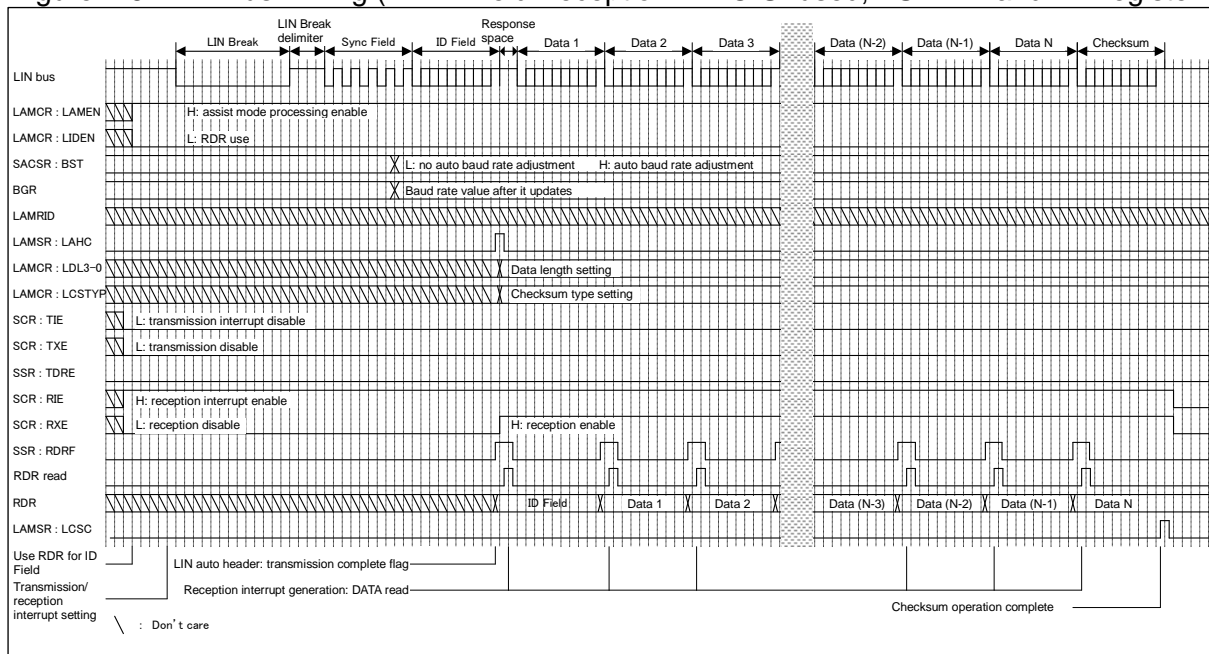 LIN Break
LIN Break
delimiter
Sync Field
ID Field
Response
space
Data 1
Data 2
Data 3
Data (N-2)
Data (N-1)
Data N
Checksum
LIN bus
LAMCR : LAMEN
H: assist mode processing enable
LAMCR : LIDEN
L: RDR use
SACSR : BST
L: no auto baud rate adjustment
H: auto baud rate adjustment
BGR
Baud rate value after it updates
LAMRID
LAMSR : LAHC
LAMCR : LDL3-0
Data length setting
LAMCR : LCSTYP
Checksum type setting
SCR : TIE
L: transmission interrupt disable
SCR : TXE
L: transmission disable
SSR : TDRE
SCR : RIE
H: reception interrupt enable
SCR : RXE
L: reception disable
H: reception enable
SSR : RDRF
RDR read
RDR
ID Field
Data 1
Data 2
Data (N-3)
Data (N-2)
Data (N-1)
Data N
LAMSR : LCSC
Use RDR for ID
Field
LIN auto header: transmission complete flag
Transmission/
reception
interrupt setting
Reception interrupt generation: DATA read
Checksum operation complete
: Don't care